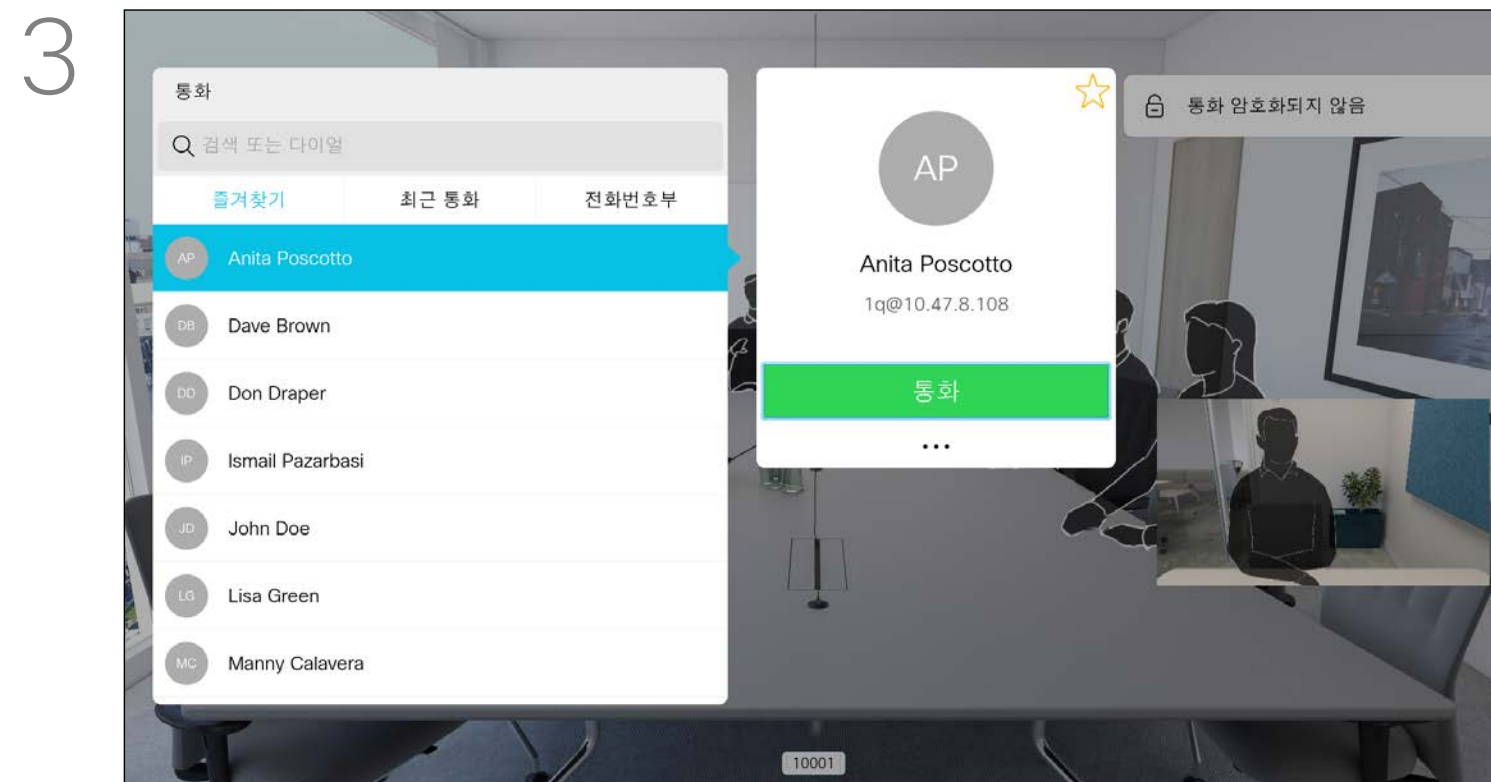 3
통화
검색 또는 다이얼
즐겨찾기 최근 통화 전화번호부
AP Anita Poscotto
DB Dave Brown
DD Don Draper
IP Ismail Pazarbasi
JD John Doe
LG Lisa Green
MC Manny Calavera
AP
Anita Poscotto
1q@10.47.8.108
통화
...
통화 암호화되지 않음
10001